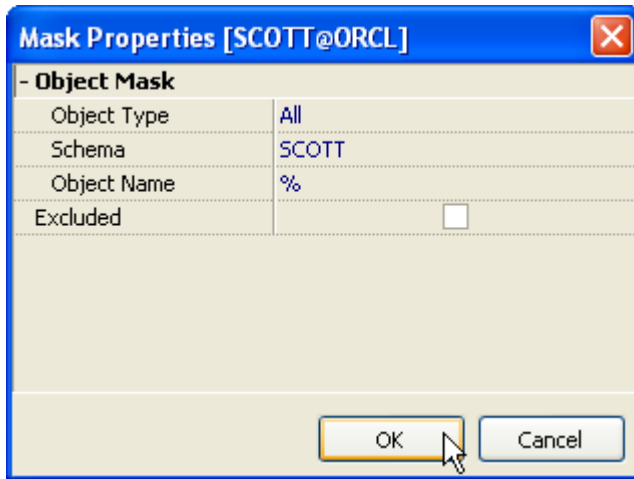 Mask Properties [SCOTT@ORCL]
- Object Mask
Object Type All
Schema SCOTT
Object Name %
Excluded
OK Cancel